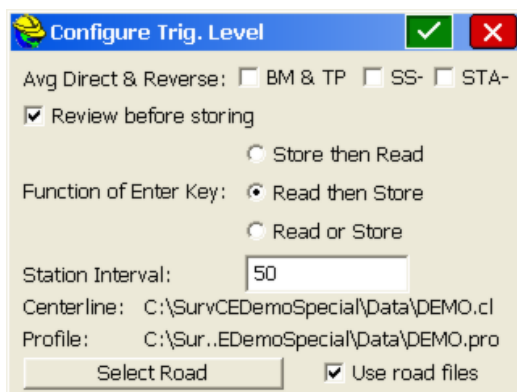 Configure Trig. Level
Avg Direct & Reverse: BM & TP SS- STA-
Review before storing
Store then Read
Function of Enter Key: Read then Store
Read or Store
Station Interval: 50
Centerline: C:\SurvCEDemoSpecial\Data\DEMO.cl
Profile: C:\Sur..EDemoSpecial\Data\DEMO.pro
Select Road Use road files